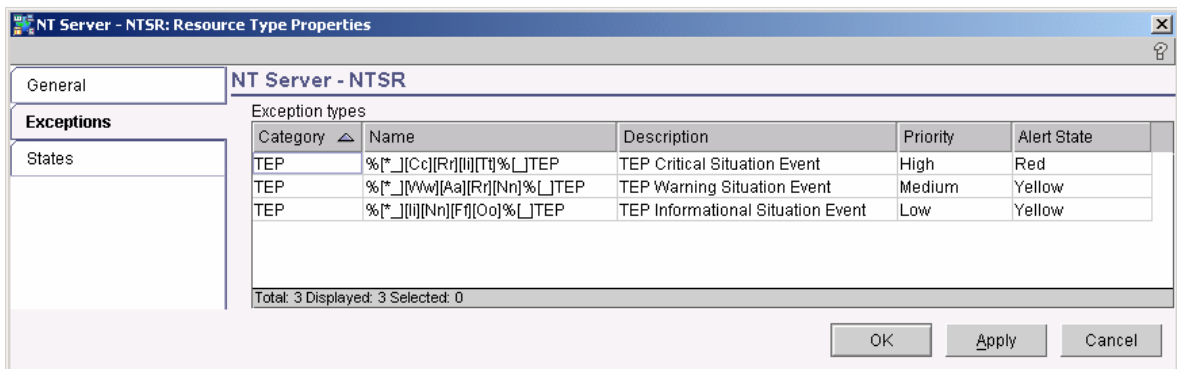 NT Server - NTSR: Resource Type Properties
General
Exceptions
States
NT Server - NTSR
Exception types
Category Name Description Priority Alert State
TEP %[*_][Cc][Rr][Ii][Tt]%[_]TEP TEP Critical Situation Event High Red
TEP %[*_][Ww][Aa][Rr][Nn]%[_]TEP TEP Warning Situation Event Medium Yellow
TEP %[*_][Ii][Nn][Ff][Oo]%[_]TEP TEP Informational Situation Event Low Yellow
Total: 3 Displayed: 3 Selected: 0
OK Apply Cancel